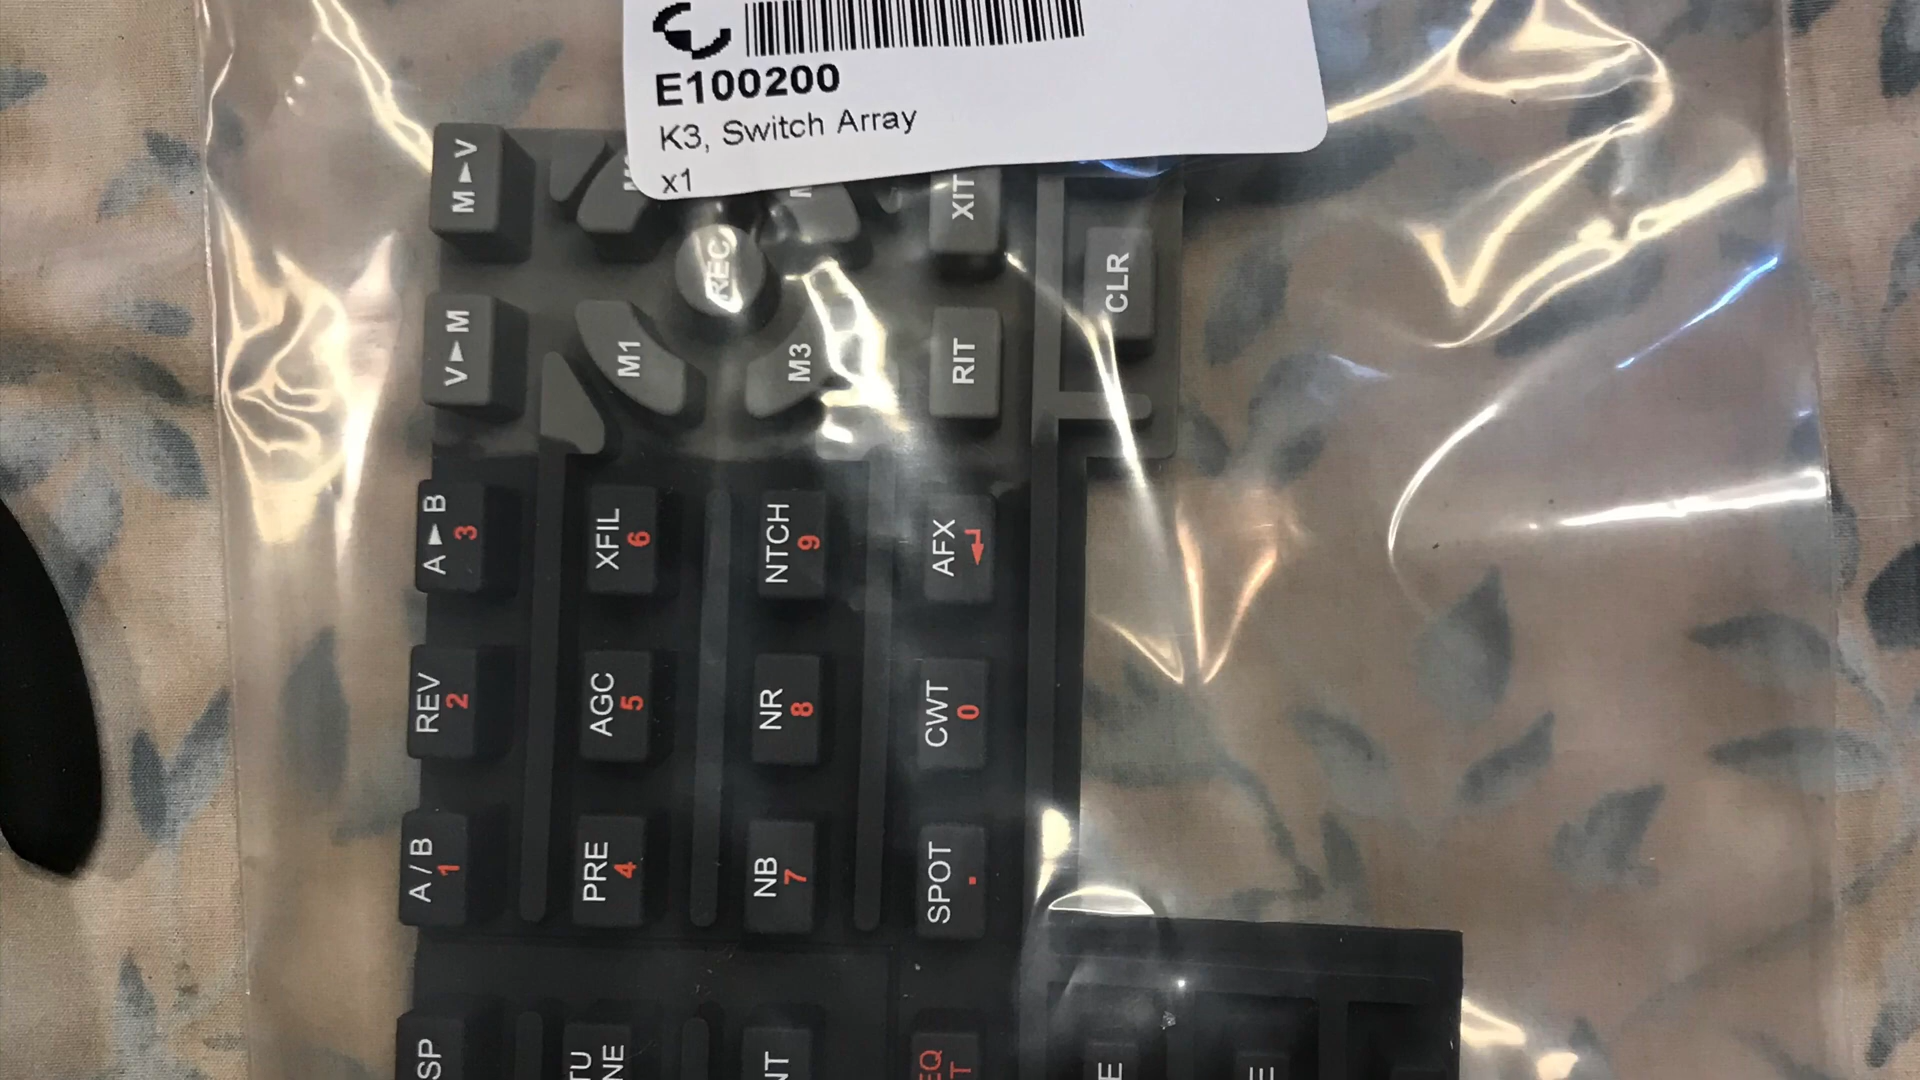 E100200
K3, Switch Array
x1
M►V
XIT
REC
CLR
V►M
M1
M3
RIT
A►B
3
XFIL
6
NTCH
9
AFX
↵
REV
2
AGC
5
NR
8
CWT
0
A / B
1
PRE
4
NB
7
SPOT
.